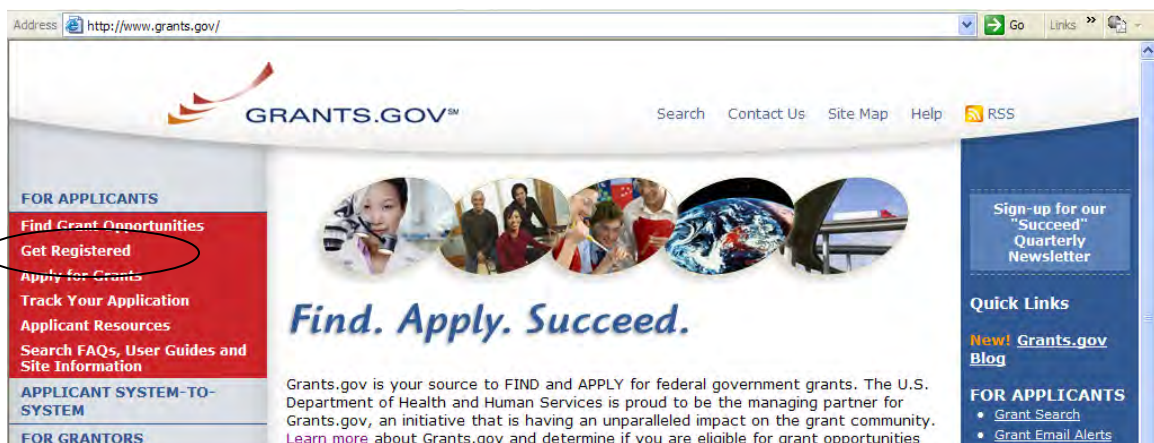 Address http://www.grants.gov/ Go Links »
GRANTS.GOV℠
Search Contact Us Site Map Help RSS
FOR APPLICANTS
Find Grant Opportunities
Get Registered
Apply for Grants
Track Your Application
Applicant Resources
Search FAQs, User Guides and
Site Information
APPLICANT SYSTEM-TO-
SYSTEM
FOR GRANTORS
Find. Apply. Succeed.
Grants.gov is your source to FIND and APPLY for federal government grants. The U.S.
Department of Health and Human Services is proud to be the managing partner for
Grants.gov, an initiative that is having an unparalleled impact on the grant community.
Learn more about Grants.gov and determine if you are eligible for grant opportunities
Sign-up for our
"Succeed"
Quarterly
Newsletter
Quick Links
New! Grants.gov
Blog
FOR APPLICANTS
• Grant Search
• Grant Email Alerts